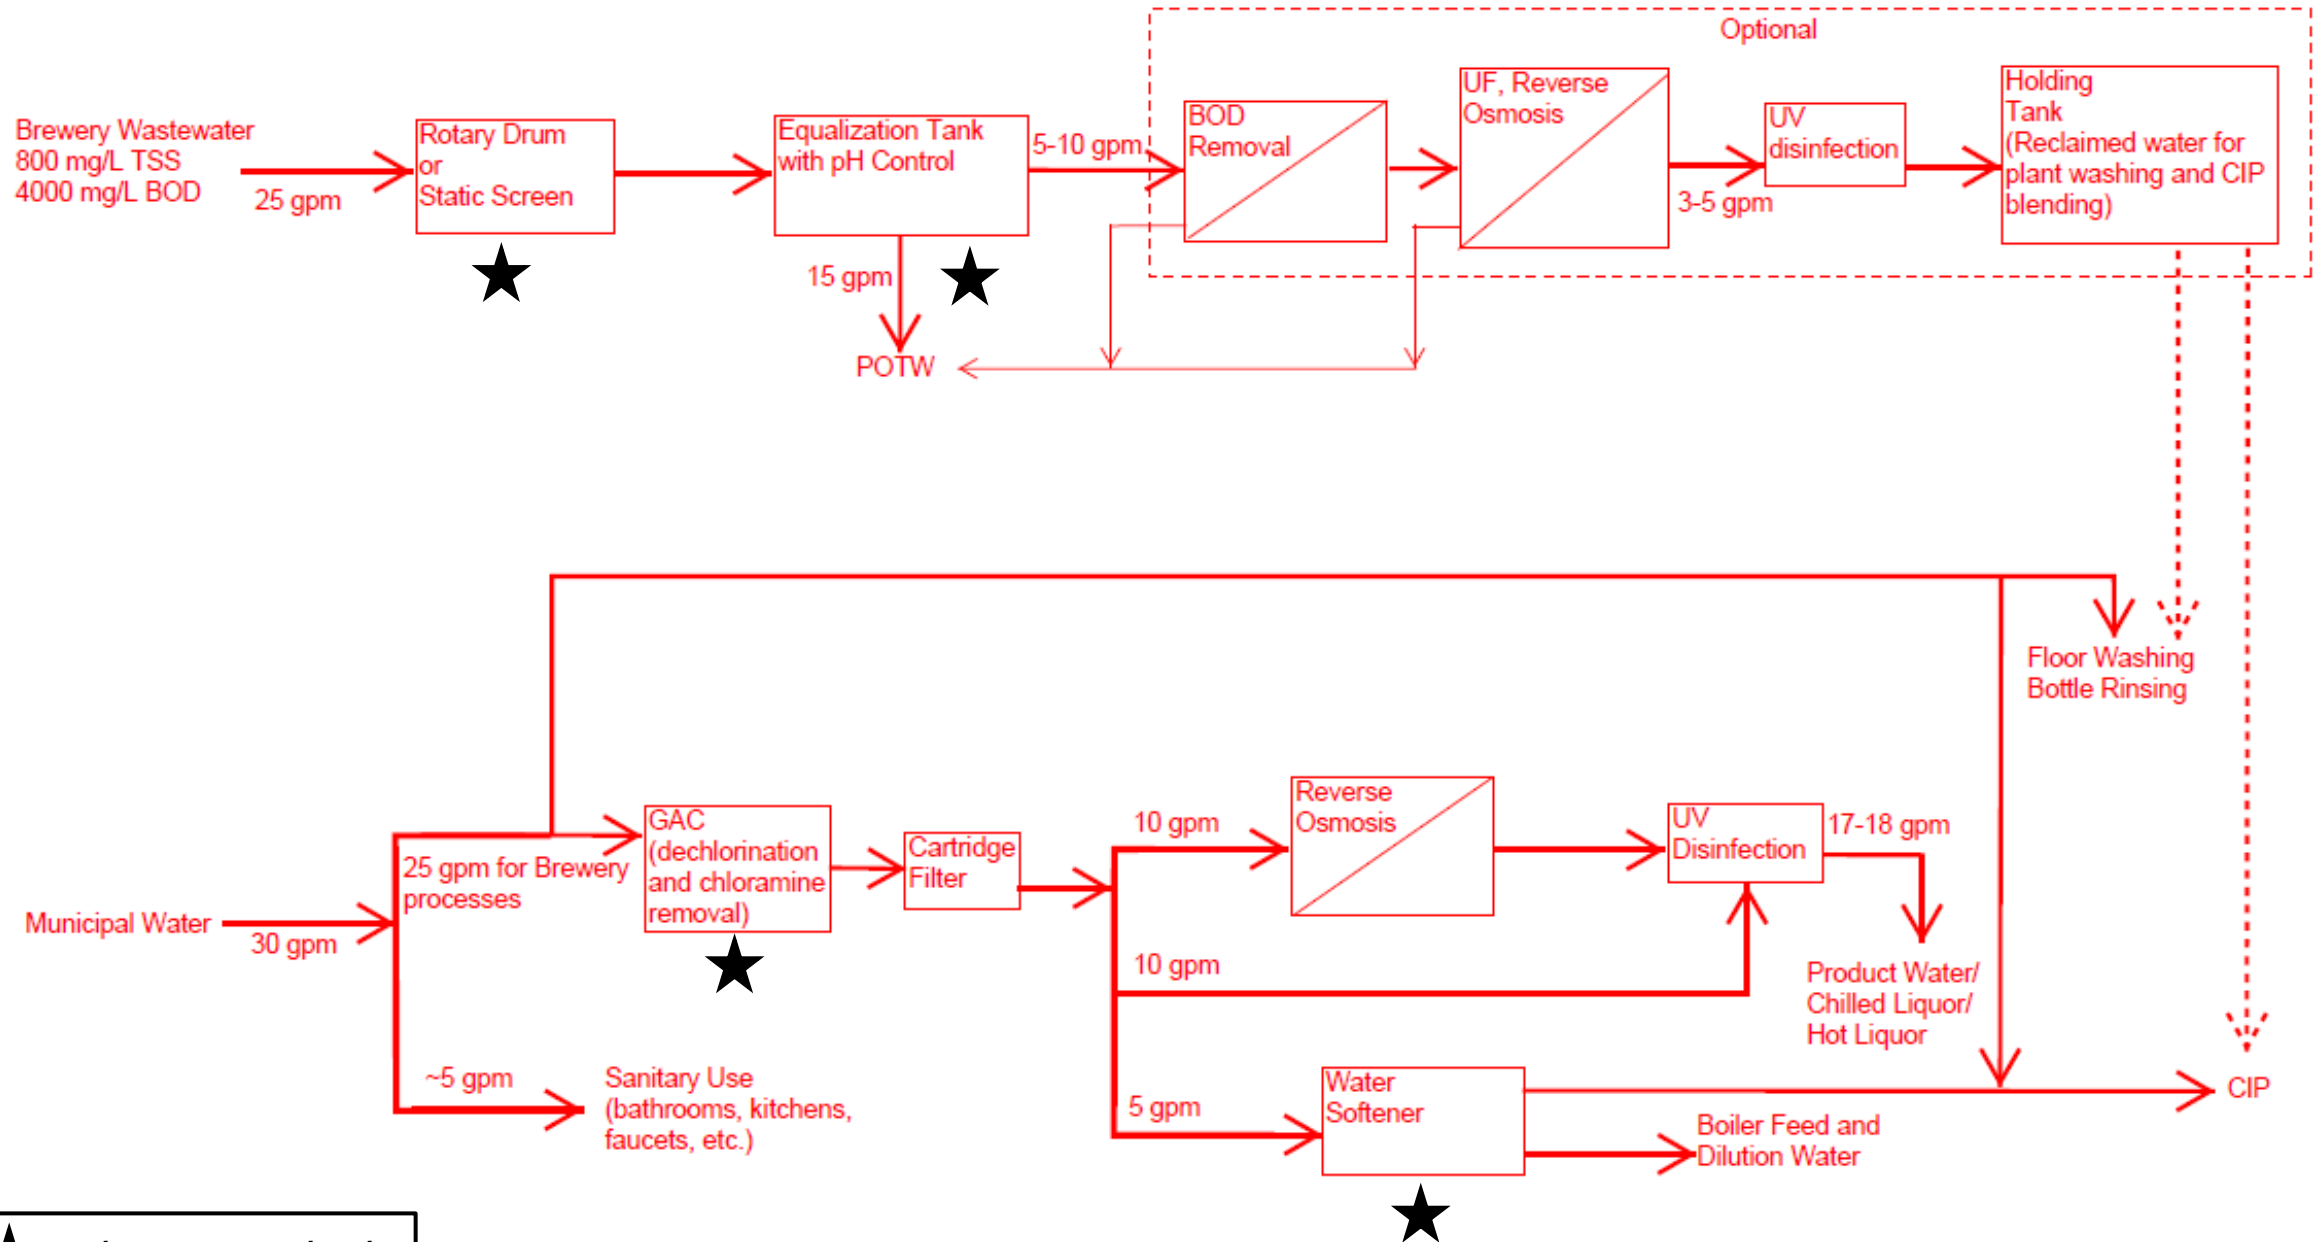 Optional
Brewery Wastewater
800 mg/L TSS
4000 mg/L BOD
25 gpm
Rotary Drum
or
Static Screen
Equalization Tank
with pH Control
5-10 gpm
15 gpm
POTW
BOD
Removal
UF, Reverse
Osmosis
3-5 gpm
UV
disinfection
Holding
Tank
(Reclaimed water for
plant washing and CIP
blending)
Floor Washing
Bottle Rinsing
Municipal Water
30 gpm
25 gpm for Brewery
processes
GAC
(dechlorination
and chloramine
removal)
Cartridge
Filter
10 gpm
Reverse
Osmosis
UV
Disinfection
17-18 gpm
10 gpm
Product Water/
Chilled Liquor/
Hot Liquor
~5 gpm
Sanitary Use
(bathrooms, kitchens,
faucets, etc.)
5 gpm
Water
Softener
CIP
Boiler Feed and
Dilution Water